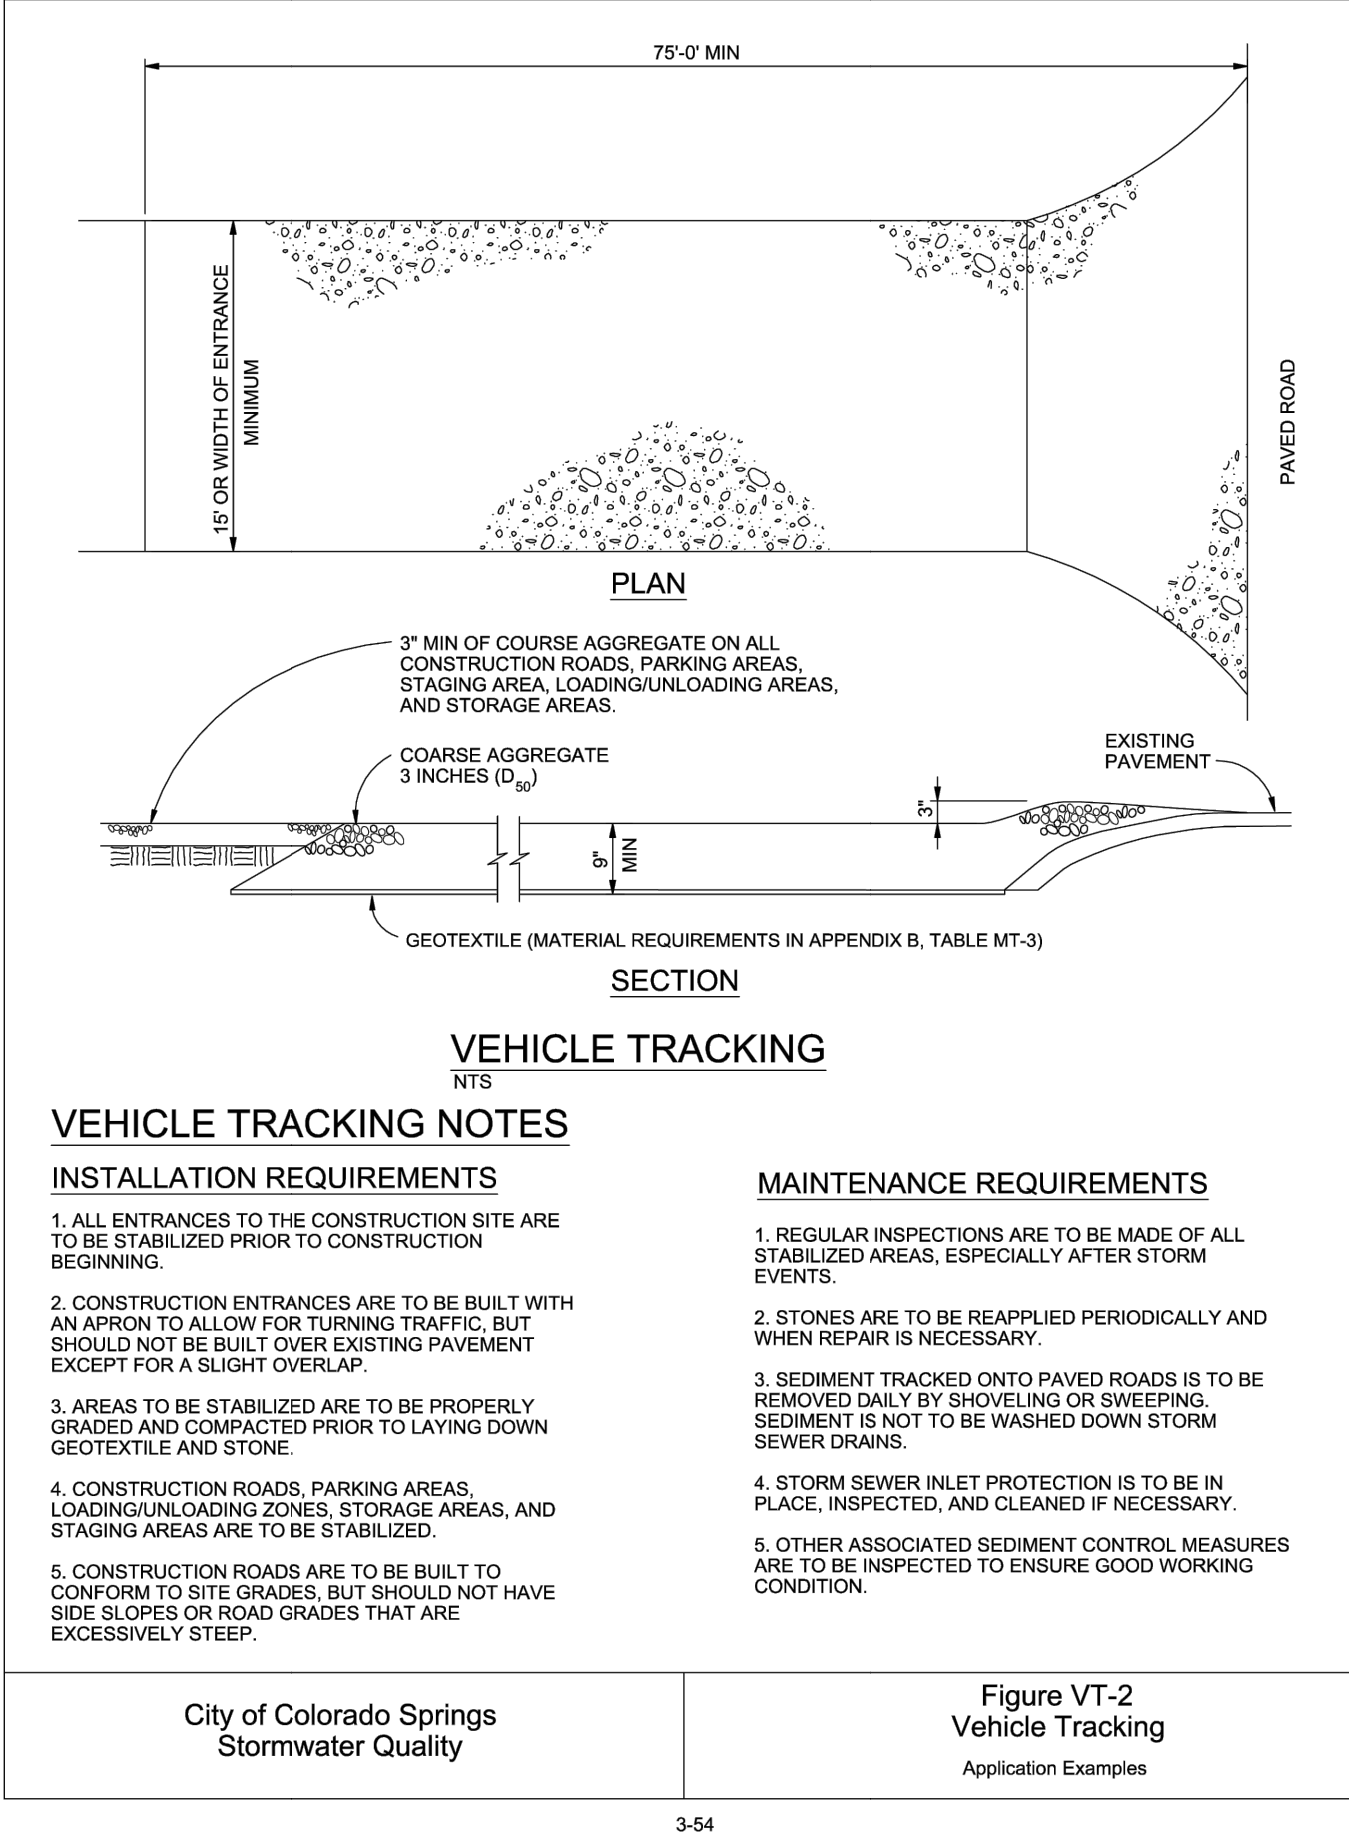 75'-0' MIN
15' OR WIDTH OF ENTRANCE
MINIMUM
PAVED ROAD
PLAN
3" MIN OF COURSE AGGREGATE ON ALL
CONSTRUCTION ROADS, PARKING AREAS,
STAGING AREA, LOADING/UNLOADING AREAS,
AND STORAGE AREAS.
COARSE AGGREGATE
3 INCHES (D50)
EXISTING
PAVEMENT
3"
9"
MIN
GEOTEXTILE (MATERIAL REQUIREMENTS IN APPENDIX B, TABLE MT-3)
SECTION
VEHICLE TRACKING
NTS
VEHICLE TRACKING NOTES
INSTALLATION REQUIREMENTS
1. ALL ENTRANCES TO THE CONSTRUCTION SITE ARE
TO BE STABILIZED PRIOR TO CONSTRUCTION
BEGINNING.
2. CONSTRUCTION ENTRANCES ARE TO BE BUILT WITH
AN APRON TO ALLOW FOR TURNING TRAFFIC, BUT
SHOULD NOT BE BUILT OVER EXISTING PAVEMENT
EXCEPT FOR A SLIGHT OVERLAP.
3. AREAS TO BE STABILIZED ARE TO BE PROPERLY
GRADED AND COMPACTED PRIOR TO LAYING DOWN
GEOTEXTILE AND STONE.
4. CONSTRUCTION ROADS, PARKING AREAS,
LOADING/UNLOADING ZONES, STORAGE AREAS, AND
STAGING AREAS ARE TO BE STABILIZED.
5. CONSTRUCTION ROADS ARE TO BE BUILT TO
CONFORM TO SITE GRADES, BUT SHOULD NOT HAVE
SIDE SLOPES OR ROAD GRADES THAT ARE
EXCESSIVELY STEEP.
MAINTENANCE REQUIREMENTS
1. REGULAR INSPECTIONS ARE TO BE MADE OF ALL
STABILIZED AREAS, ESPECIALLY AFTER STORM
EVENTS.
2. STONES ARE TO BE REAPPLIED PERIODICALLY AND
WHEN REPAIR IS NECESSARY.
3. SEDIMENT TRACKED ONTO PAVED ROADS IS TO BE
REMOVED DAILY BY SHOVELING OR SWEEPING.
SEDIMENT IS NOT TO BE WASHED DOWN STORM
SEWER DRAINS.
4. STORM SEWER INLET PROTECTION IS TO BE IN
PLACE, INSPECTED, AND CLEANED IF NECESSARY.
5. OTHER ASSOCIATED SEDIMENT CONTROL MEASURES
ARE TO BE INSPECTED TO ENSURE GOOD WORKING
CONDITION.
City of Colorado Springs
Stormwater Quality
Figure VT-2
Vehicle Tracking
Application Examples
3-54